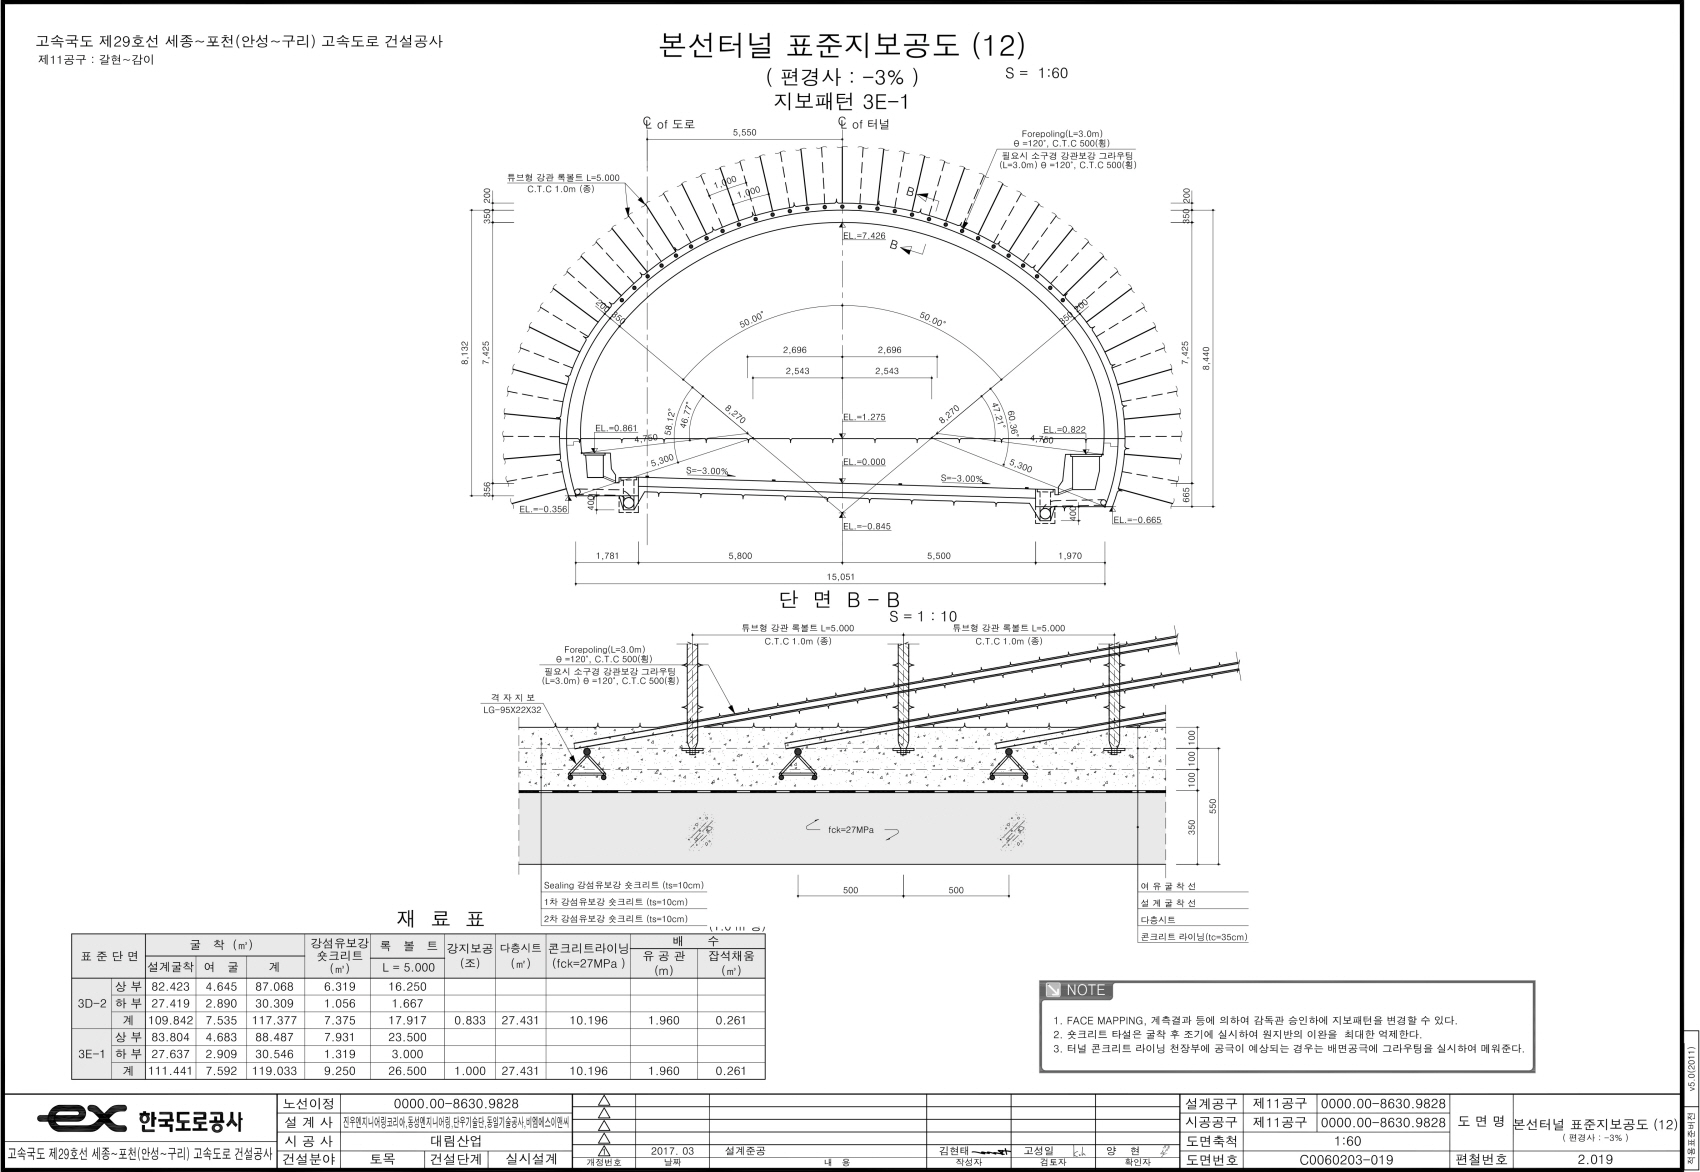 고속국도 제29호선 세종~포천(안성~구리) 고속도로 건설공사
제11공구 : 갈현~감이
본선터널 표준지보공도 (12)
( 편경사 : -3% )
S = 1:60
지보패턴 3E-1
℄ of 도로
℄ of 터널
5,550
Forepoling(L=3.0m)
θ =120°, C.T.C 500(횡)
필요시 소구경 강관보강 그라우팅
(L=3.0m) θ =120°, C.T.C 500(횡)
튜브형 강관 록볼트 L=5.000
C.T.C 1.0m (종)
1,000
1,000
B
B
200
350
200
350
EL.=7.426
200
350
350
200
50.00°
50.00°
8,132
7,425
7,425
8,440
2,696
2,696
2,543
2,543
58.12°
46.77°
8,270
8,270
47.21°
60.36°
EL.=1.275
EL.=0.861
EL.=0.822
4,750
4,750
5,300
5,300
EL.=0.000
S=-3.00%
S=-3.00%
356
400
665
400
EL.=-0.356
EL.=-0.845
EL.=-0.665
1,781
5,800
5,500
1,970
15,051
단 면 B - B
S = 1 : 10
튜브형 강관 록볼트 L=5.000
C.T.C 1.0m (종)
튜브형 강관 록볼트 L=5.000
C.T.C 1.0m (종)
Forepoling(L=3.0m)
θ =120°, C.T.C 500(횡)
필요시 소구경 강관보강 그라우팅
(L=3.0m) θ =120°, C.T.C 500(횡)
격 자 지 보
LG-95X22X32
100
100
100
550
350
fck=27MPa
500
500
Sealing 강섬유보강 숏크리트 (ts=10cm)
1차 강섬유보강 숏크리트 (ts=10cm)
2차 강섬유보강 숏크리트 (ts=10cm)
여 유 굴 착 선
설 계 굴 착 선
다층시트
콘크리트 라이닝(tc=35cm)
재 료 표
표 준 단 면 굴 착 (㎥) 강섬유보강 숏크리트 (㎥) 록 볼 트 강지보공 (조) 다층시트 (㎡) 콘크리트라이닝 (fck=27MPa ) 배 수
설계굴착 여 굴 계 L = 5.000 유 공 관 (m) 잡석채움 (㎥)
3D-2 상 부 82.423 4.645 87.068 6.319 16.250
하 부 27.419 2.890 30.309 1.056 1.667
계 109.842 7.535 117.377 7.375 17.917 0.833 27.431 10.196 1.960 0.261
3E-1 상 부 83.804 4.683 88.487 7.931 23.500
하 부 27.637 2.909 30.546 1.319 3.000
계 111.441 7.592 119.033 9.250 26.500 1.000 27.431 10.196 1.960 0.261
NOTE
1. FACE MAPPING, 계측결과 등에 의하여 감독관 승인하에 지보패턴을 변경할 수 있다.
2. 숏크리트 타설은 굴착 후 조기에 실시하여 원지반의 이완을 최대한 억제한다.
3. 터널 콘크리트 라이닝 천장부에 공극이 예상되는 경우는 배면공극에 그라우팅을 실시하여 메워준다.
v5.0(2011)
적용표준버전
ex 한국도로공사
고속국도 제29호선 세종~포천(안성~구리) 고속도로 건설공사
노선이정 0000.00-8630.9828
설 계 사
시 공 사 대림산업
건설분야 토목 건설단계 실시설계
1 2017. 03 설계준공 김현태 고성일 양 현
개정번호 날짜 내 용 작성자 검토자 확인자
설계공구 제11공구 0000.00-8630.9828
시공공구 제11공구 0000.00-8630.9828
도면축척 1:60
도면번호 C0060203-019
도 면 명 본선터널 표준지보공도 (12)
( 편경사 : -3% )
편철번호 2.019